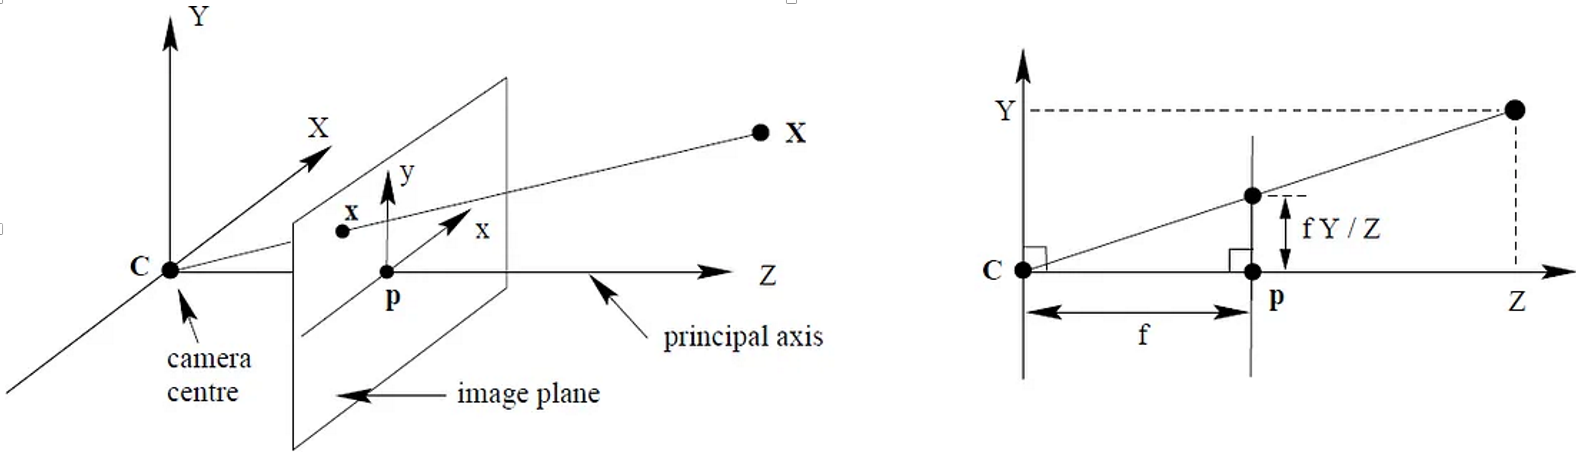 Y
X
X
y
x
x
C
Z
p
principal axis
camera
centre
image plane
Y
f Y / Z
C
p
Z
f